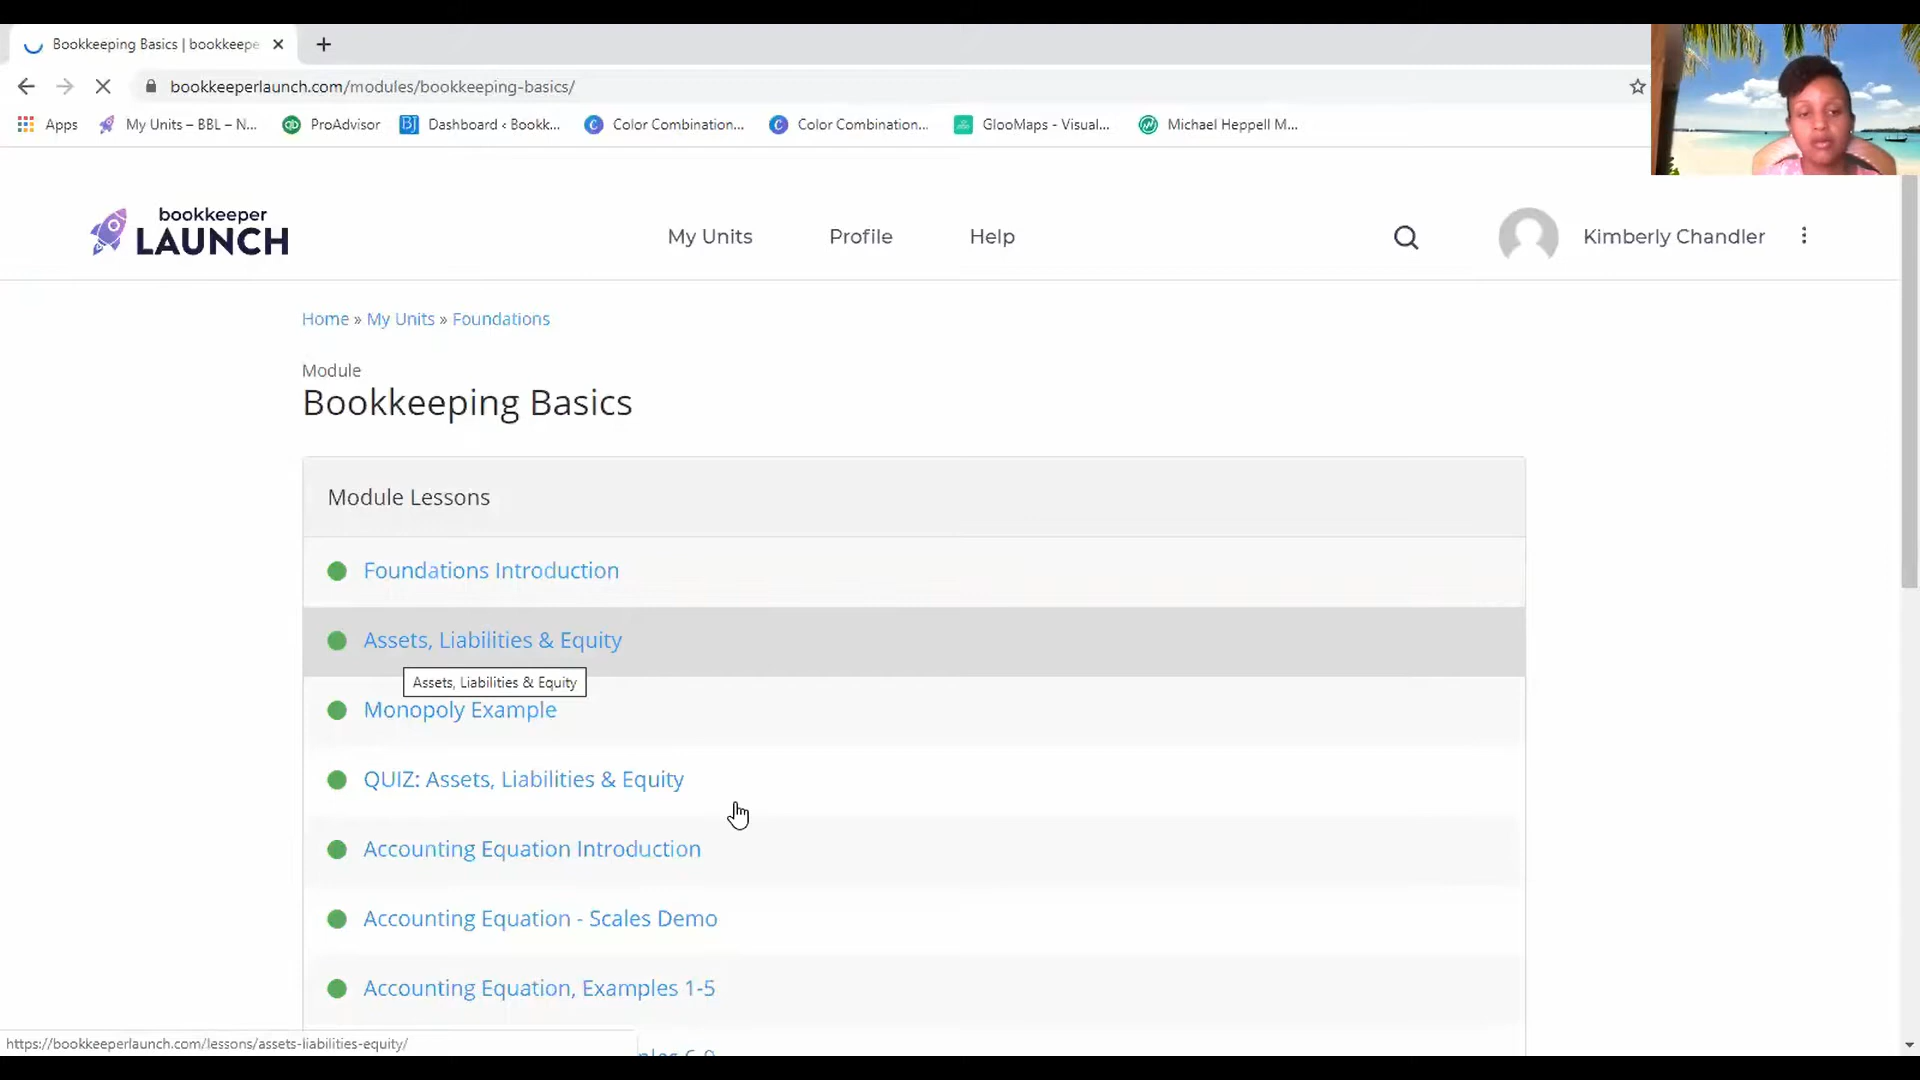 Bookkeeping Basics | bookkeepe
bookkeeperlaunch.com/modules/bookkeeping-basics/
Apps My Units – BBL – N... ProAdvisor Dashboard ‹ Bookk... Color Combination... Color Combination... GlooMaps - Visual... Michael Heppell M...
bookkeeper
LAUNCH
My Units Profile Help Kimberly Chandler
Home » My Units » Foundations
Module
Bookkeeping Basics
Module Lessons
Foundations Introduction
Assets, Liabilities & Equity
Assets, Liabilities & Equity
Monopoly Example
QUIZ: Assets, Liabilities & Equity
Accounting Equation Introduction
Accounting Equation - Scales Demo
Accounting Equation, Examples 1-5
https://bookkeeperlaunch.com/lessons/assets-liabilities-equity/